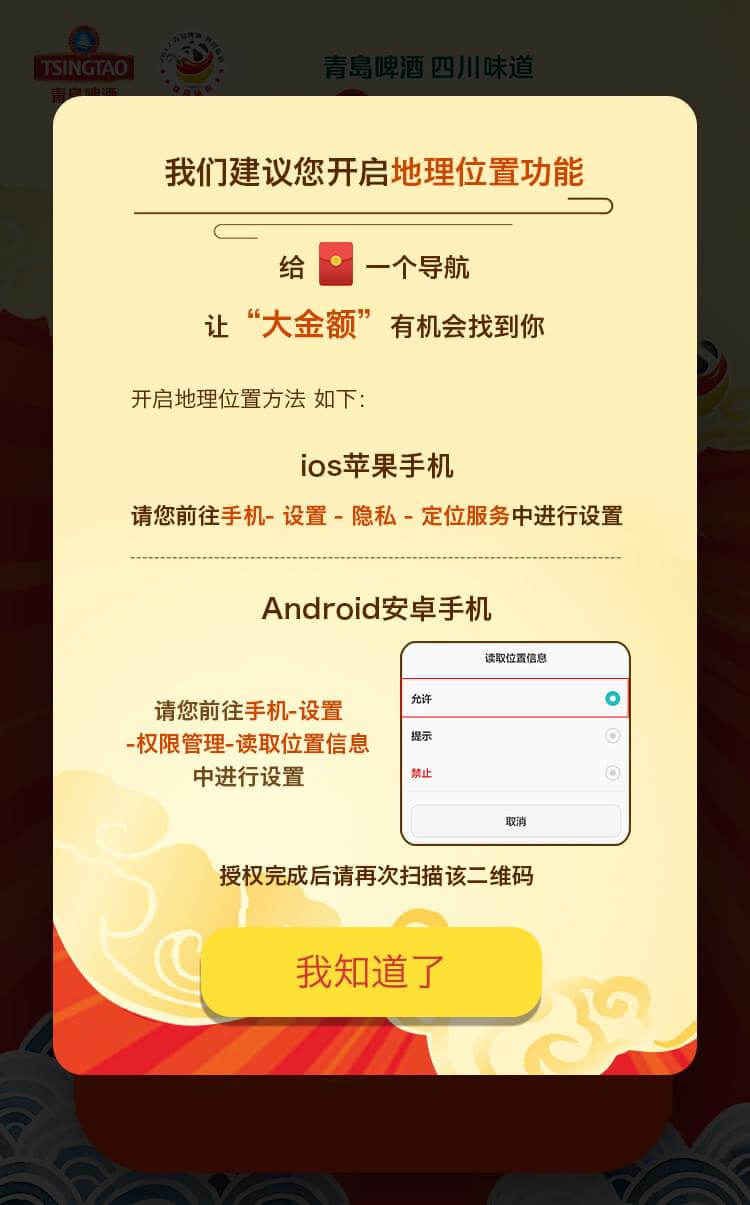 TSINGTAO
青岛啤酒
青岛啤酒 四川味道
我们建议您开启地理位置功能
给 一个导航
让“大金额”有机会找到你
开启地理位置方法 如下：
ios苹果手机
请您前往手机- 设置 - 隐私 - 定位服务中进行设置
Android安卓手机
请您前往手机-设置
-权限管理-读取位置信息
中进行设置
读取位置信息
允许
提示
禁止
取消
授权完成后请再次扫描该二维码
我知道了